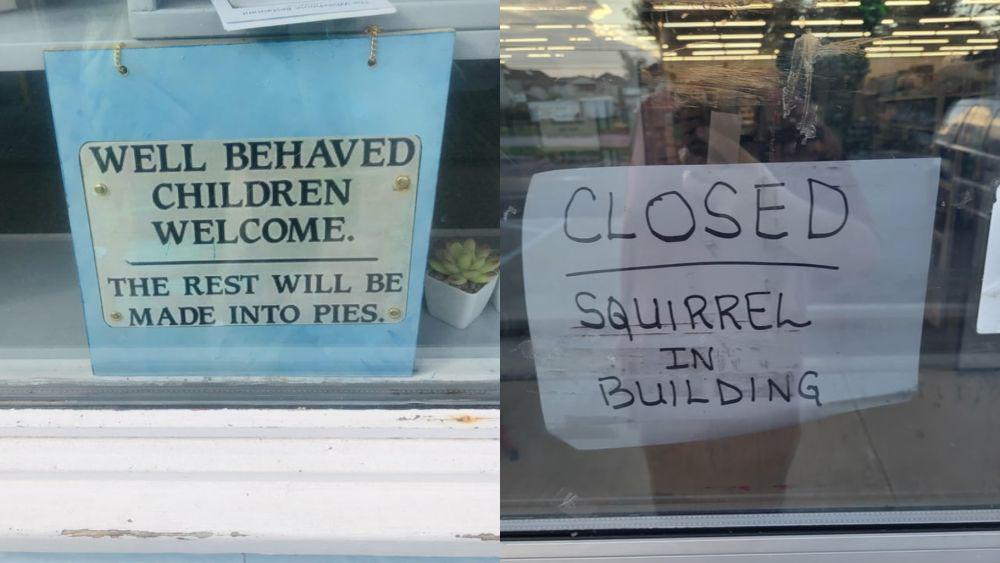 WELL BEHAVED
CHILDREN
WELCOME.
THE REST WILL BE
MADE INTO PIES.
CLOSED
SQUIRREL
IN
BUILDING